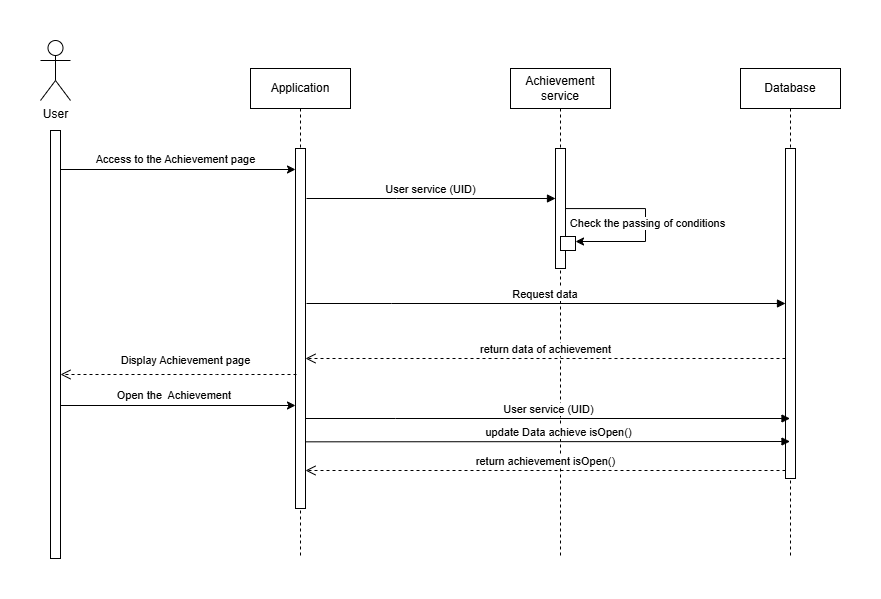 User
Application
Achievement
service
Database
Access to the Achievement page
User service (UID)
Check the passing of conditions
Request data
return data of achievement
Display Achievement page
Open the  Achievement
User service (UID)
update Data achieve isOpen()
return achievement isOpen()